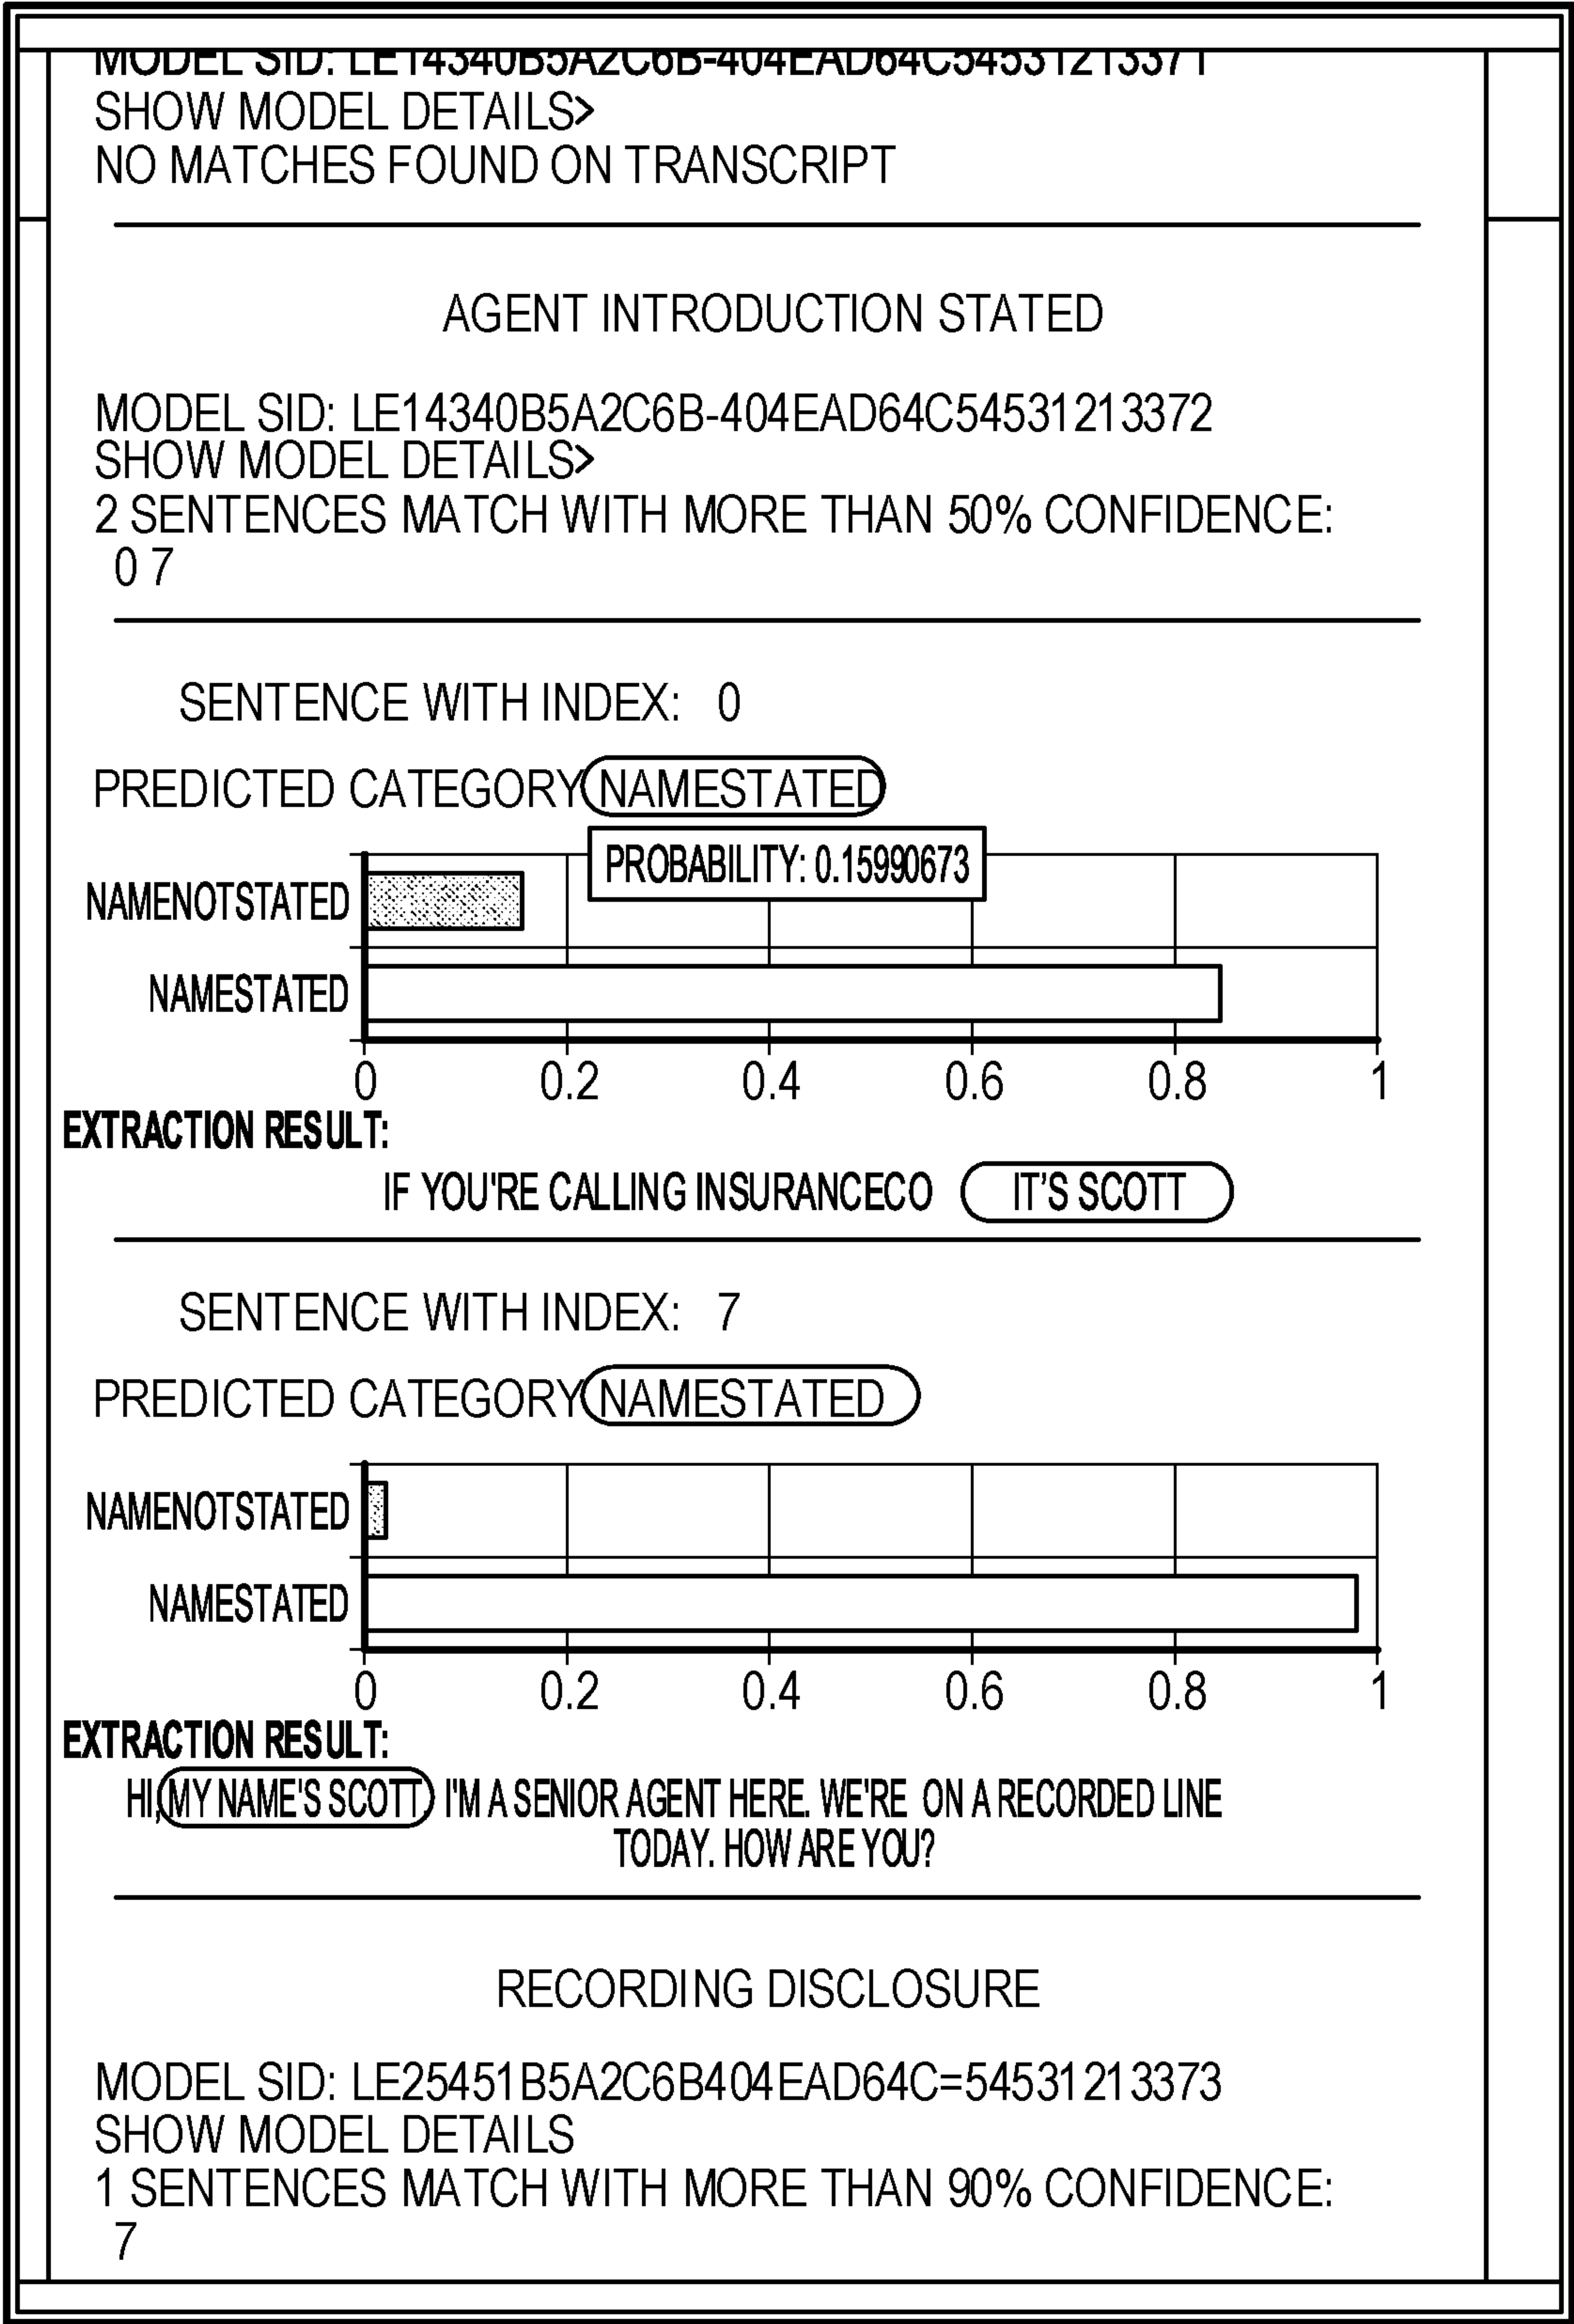 MODEL SID: LE14340B5A2C6B-404EAD64C54531213371
SHOW MODEL DETAILS>
NO MATCHES FOUND ON TRANSCRIPT
AGENT INTRODUCTION STATED
MODEL SID: LE14340B5A2C6B-404EAD64C54531213372
SHOW MODEL DETAILS>
2 SENTENCES MATCH WITH MORE THAN 50% CONFIDENCE:
0 7
SENTENCE WITH INDEX: 0
PREDICTED CATEGORY NAMESTATED
PROBABILITY: 0.15990673
NAMENOTSTATED
NAMESTATED
0 0.2 0.4 0.6 0.8 1
EXTRACTION RESULT:
IF YOU'RE CALLING INSURANCECO IT'S SCOTT
SENTENCE WITH INDEX: 7
PREDICTED CATEGORY NAMESTATED
NAMENOTSTATED
NAMESTATED
0 0.2 0.4 0.6 0.8 1
EXTRACTION RESULT:
HI, MY NAME'S SCOTT, I'M A SENIOR AGENT HERE. WE'RE ON A RECORDED LINE
TODAY. HOW ARE YOU?
RECORDING DISCLOSURE
MODEL SID: LE25451B5A2C6B404EAD64C=54531213373
SHOW MODEL DETAILS
1 SENTENCES MATCH WITH MORE THAN 90% CONFIDENCE:
7